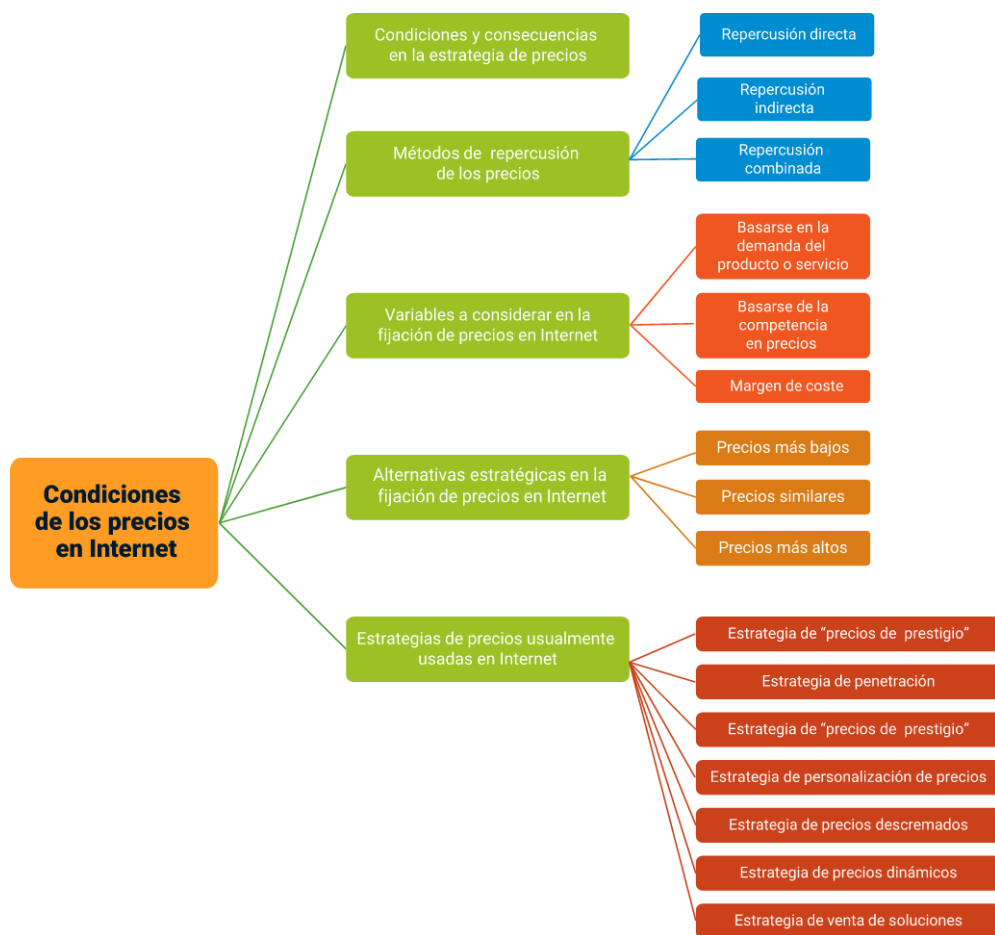 Condiciones
de los precios
en Internet
Condiciones y consecuencias
en la estrategia de precios
Métodos de repercusión
de los precios
Repercusión directa
Repercusión
indirecta
Repercusión
combinada
Variables a considerar en la
fijación de precios en Internet
Basarse en la
demanda del
producto o servicio
Basarse de la
competencia
en precios
Margen de coste
Alternativas estratégicas en la
fijación de precios en Internet
Precios más bajos
Precios similares
Precios más altos
Estrategias de precios usualmente
usadas en Internet
Estrategia de “precios de prestigio”
Estrategia de penetración
Estrategia de “precios de prestigio”
Estrategia de personalización de precios
Estrategia de precios descremados
Estrategia de precios dinámicos
Estrategia de venta de soluciones